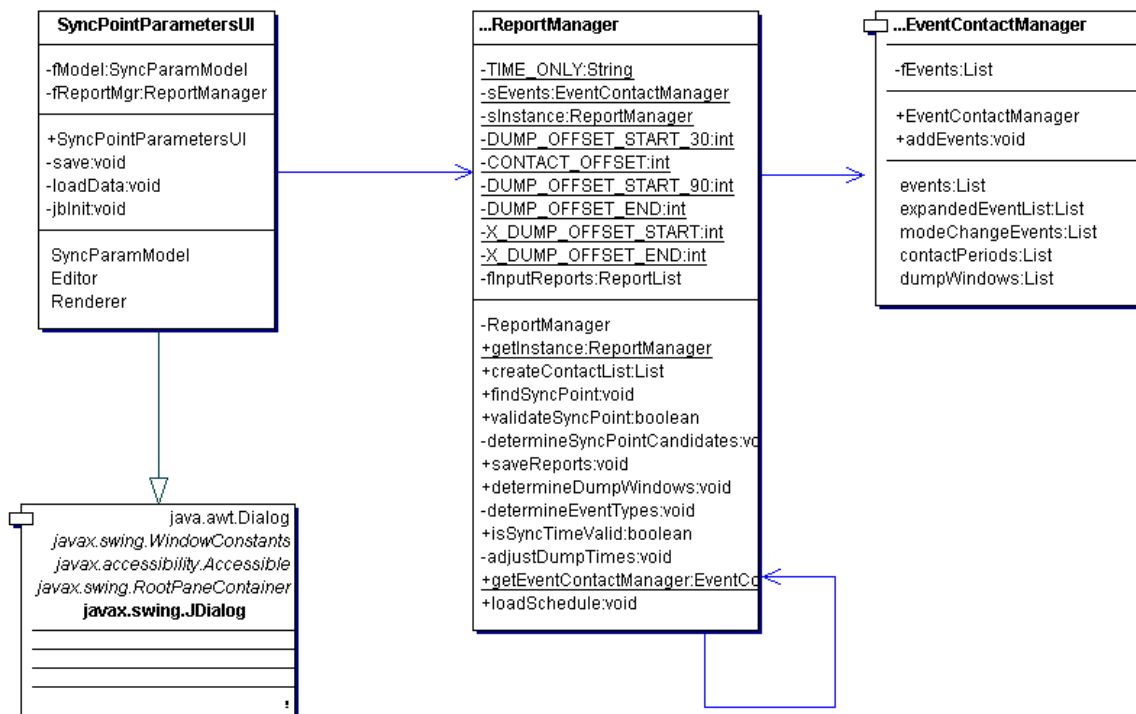 SyncPointParametersUI
-fModel:SyncParamModel
-fReportMgr:ReportManager
+SyncPointParametersUI
-save:void
-loadData:void
-jbInit:void
SyncParamModel
Editor
Renderer
...ReportManager
-TIME_ONLY:String
-sEvents:EventContactManager
-sInstance:ReportManager
-DUMP_OFFSET_START_30:int
-CONTACT_OFFSET:int
-DUMP_OFFSET_START_90:int
-DUMP_OFFSET_END:int
-X_DUMP_OFFSET_START:int
-X_DUMP_OFFSET_END:int
-fInputReports:ReportList
-ReportManager
+getInstance:ReportManager
+createContactList:List
+findSyncPoint:void
+validateSyncPoint:boolean
-determineSyncPointCandidates:vo
+saveReports:void
+determineDumpWindows:void
-determineEventTypes:void
+isSyncTimeValid:boolean
-adjustDumpTimes:void
+getEventContactManager:EventCo
+loadSchedule:void
...EventContactManager
-fEvents:List
+EventContactManager
+addEvents:void
events:List
expandedEventList:List
modeChangeEvents:List
contactPeriods:List
dumpWindows:List
java.awt.Dialog
javax.swing.WindowConstants
javax.accessibility.Accessible
javax.swing.RootPaneContainer
javax.swing.JDialog
!